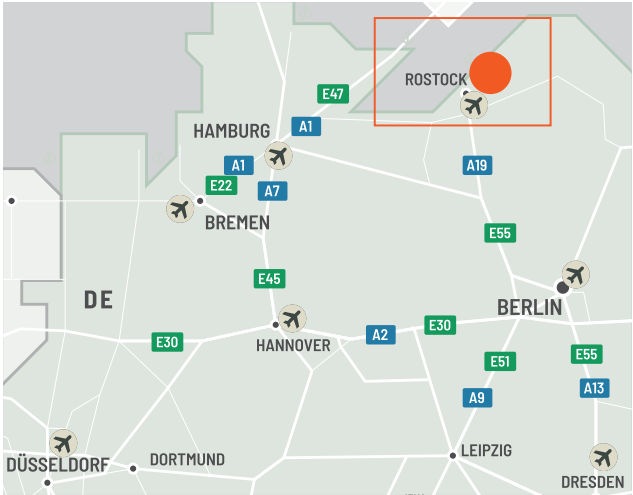 ROSTOCK
E47
HAMBURG
A1
A1
A19
E22
A7
BREMEN
E55
E45
DE
BERLIN
E30
A2
HANNOVER
E30
E51
E55
A9
A13
DÜSSELDORF
DORTMUND
LEIPZIG
DRESDEN